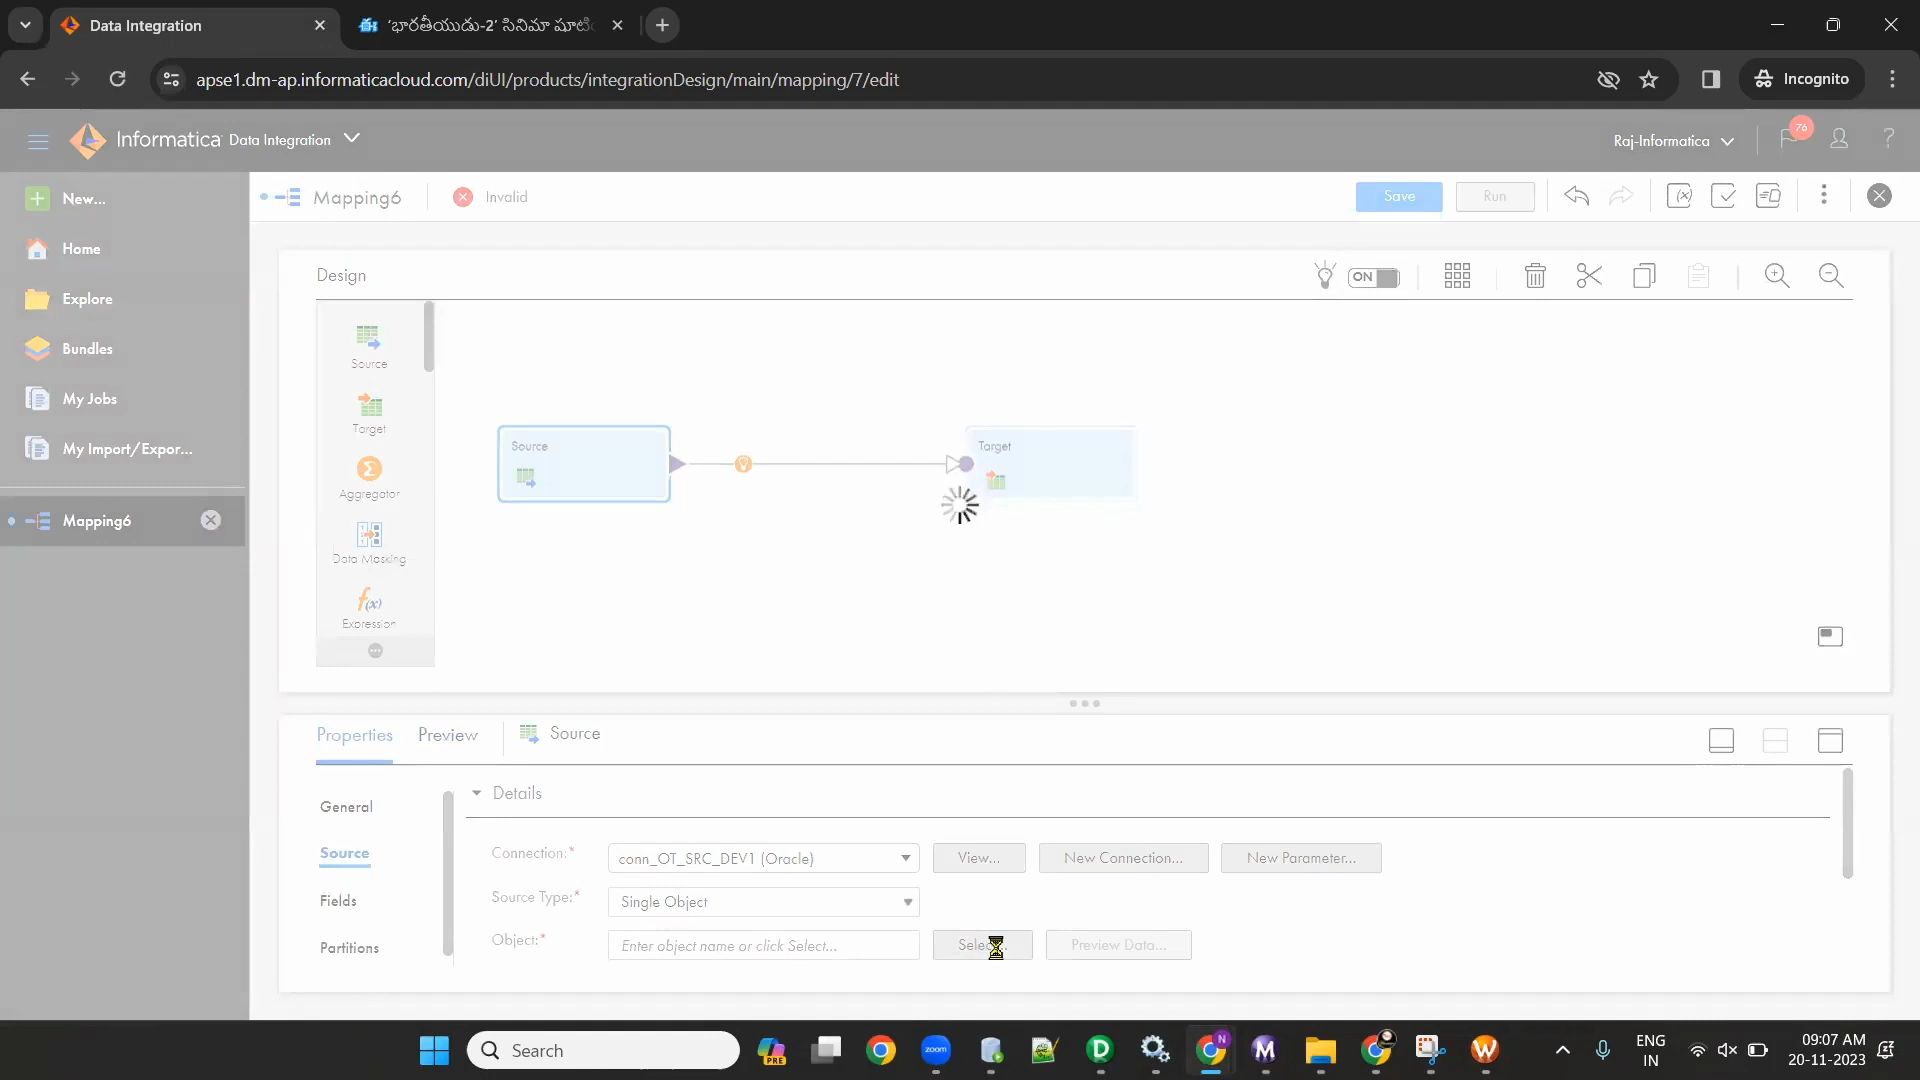 Data Integration
'భారతీయుడు-2' సినిమా షూటిం
apse1.dm-ap.informaticacloud.com/diUI/products/integrationDesign/main/mapping/7/edit
Incognito
Informatica Data Integration
Raj-Informatica
76
?
New...
Home
Explore
Bundles
My Jobs
My Import/Expor...
Mapping6
Mapping6
Invalid
Save
Run
Design
ON
Source
Target
Aggregator
Data Masking
f(x)
Expression
Source
Target
Properties
Preview
Source
General
Source
Fields
Partitions
Details
Connection:*
conn_OT_SRC_DEV1 (Oracle)
View...
New Connection...
New Parameter...
Source Type:*
Single Object
Object:*
Enter object name or click Select...
Preview Data...
Search
PRE
zoom
ENG
IN
09:07 AM
20-11-2023